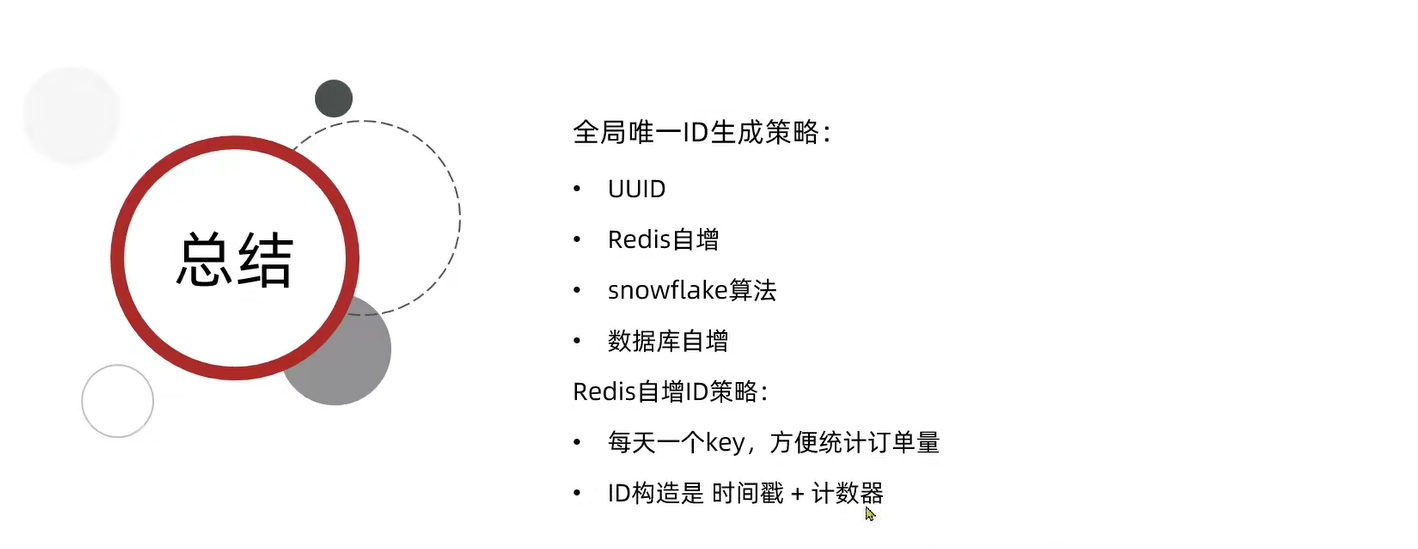 总结
全局唯一ID生成策略：
• UUID
• Redis自增
• snowflake算法
• 数据库自增
Redis自增ID策略：
• 每天一个key，方便统计订单量
• ID构造是 时间戳 + 计数器